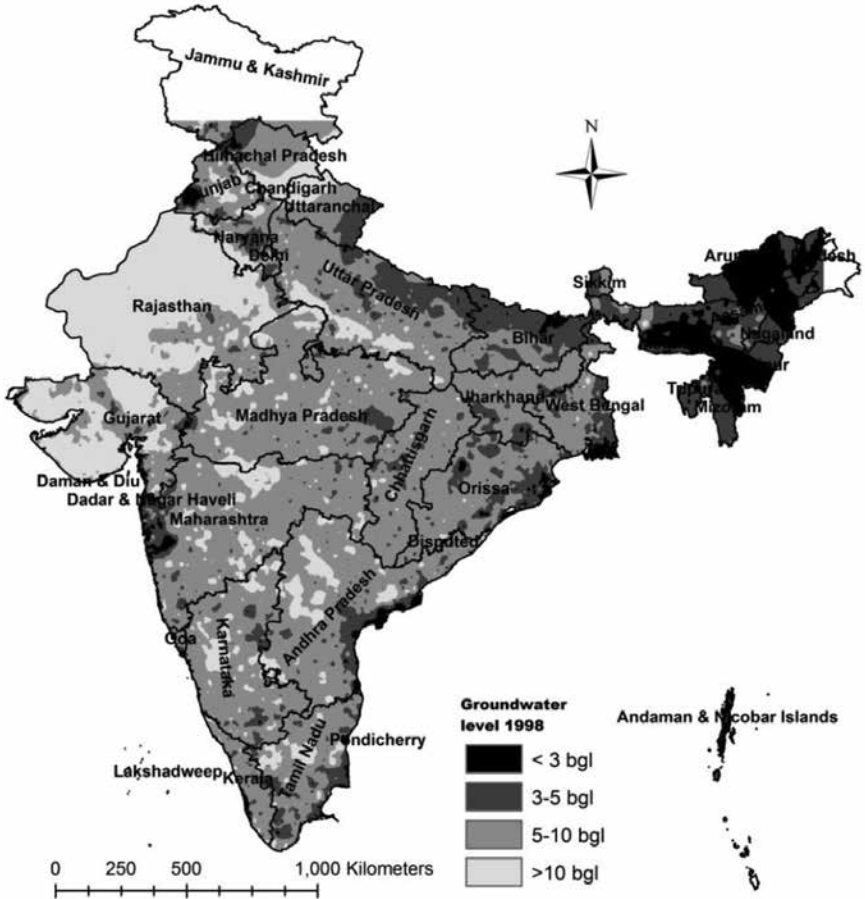 Jammu & Kashmir
N
Himachal Pradesh
Punjab
Chandigarh
Uttaranchal
Haryana
Delhi
Uttar Pradesh
Rajasthan
Sikkim
Bihar
Nagaland
Tripura
Mizoram
Gujarat
Madhya Pradesh
Jharkhand
West Bengal
Chhattisgarh
Daman & Diu
Dadar & Nagar Haveli
Maharashtra
Orissa
Disputed
Andhra Pradesh
Goa
Karnataka
Groundwater
level 1998
Andaman & Nicobar Islands
Pondicherry
Tamil Nadu
< 3 bgl
Lakshadweep
Kerala
3-5 bgl
5-10 bgl
>10 bgl
0 250 500 1,000 Kilometers